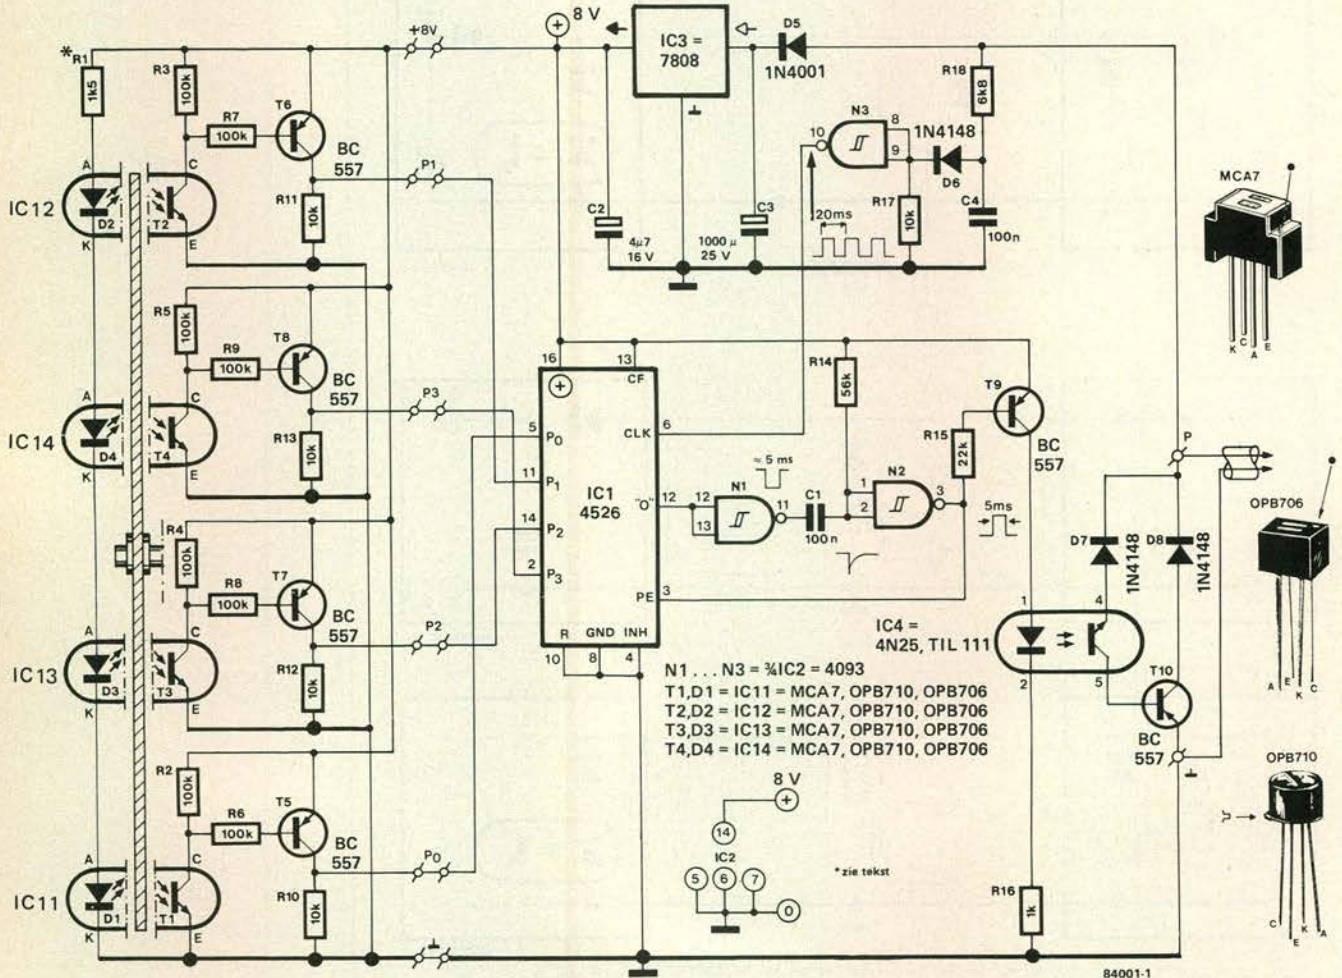 +8V
8 V
*
R1
1k5
R3
100k
R7
100k
T6
BC
557
P1
R11
10k
A
C
IC12
D2
T2
K
E
IC3 =
7808
D5
1N4001
R18
6k8
N3
10
8
9
1N4148
D6
R17
10k
C4
100n
20ms
C2
4µ7
16 V
C3
1000 µ
25 V
MCA7
K
C
A
E
R5
100k
R9
100k
T8
BC
557
P3
R13
10k
A
C
IC14
D4
T4
K
E
16
13
CF
5
P0
11
P1
14
P2
2
P3
IC1
4526
CLK
6
"0"
12
PE
3
R
GND
INH
10
8
4
12
13
N1
11
≈ 5 ms
C1
100n
R14
56k
1
2
N2
3
5ms
R15
22k
T9
BC
557
P
D7
1N4148
D8
1N4148
OPB706
A
E
K
C
R4
100k
R8
100k
T7
BC
557
P2
R12
10k
A
C
IC13
D3
T3
K
E
IC4 =
4N25, TIL 111
1
2
4
5
T10
BC
557
N1 . . . N3 = ¾IC2 = 4093
T1,D1 = IC11 = MCA7, OPB710, OPB706
T2,D2 = IC12 = MCA7, OPB710, OPB706
T3,D3 = IC13 = MCA7, OPB710, OPB706
T4,D4 = IC14 = MCA7, OPB710, OPB706
R2
100k
R6
100k
T5
BC
557
P0
R10
10k
A
C
IC11
D1
T1
K
E
8 V
14
IC2
5
6
7
0
*zie tekst
R16
1k
OPB710
C
E
K
A
84001-1